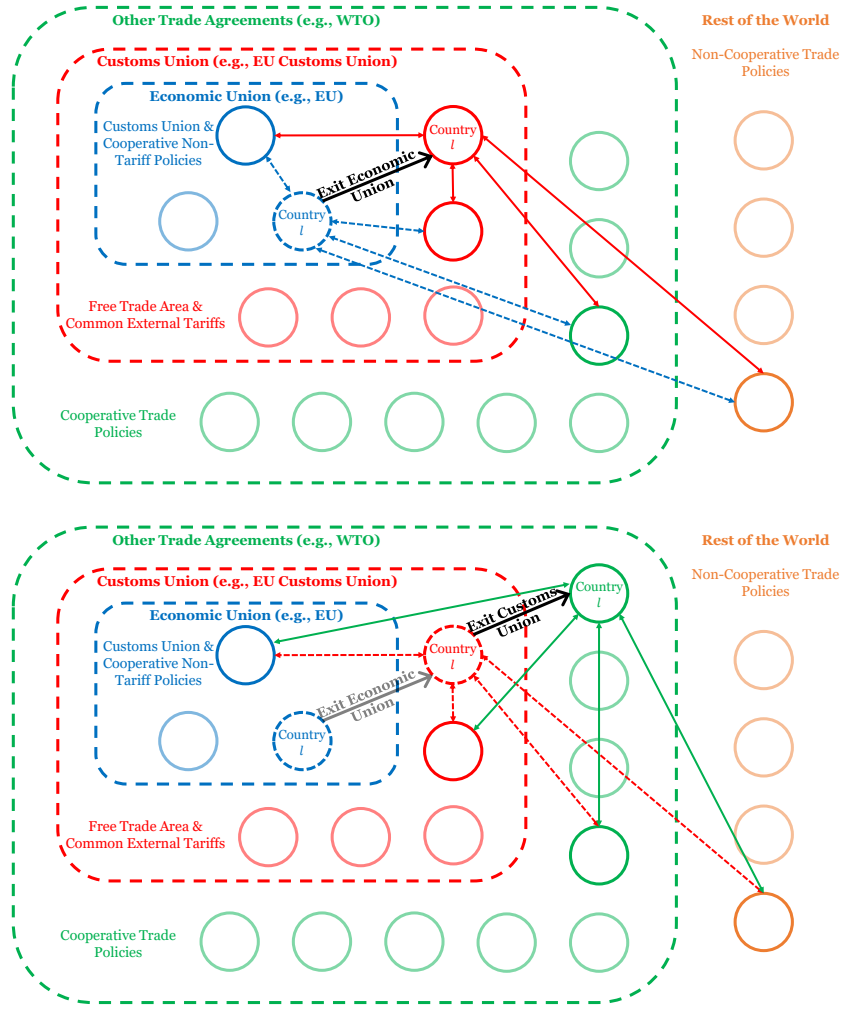 Other Trade Agreements (e.g., WTO)
Rest of the World
Customs Union (e.g., EU Customs Union)
Non-Cooperative Trade
Policies
Economic Union (e.g., EU)
Customs Union &
Cooperative Non-
Tariff Policies
Country
l
Exit Economic
Union
Country
l
Free Trade Area &
Common External Tariffs
Cooperative Trade
Policies
Other Trade Agreements (e.g., WTO)
Rest of the World
Customs Union (e.g., EU Customs Union)
Non-Cooperative Trade
Policies
Country
l
Exit Customs
Union
Economic Union (e.g., EU)
Customs Union &
Cooperative Non-
Tariff Policies
Country
l
Exit Economic
Union
Country
l
Free Trade Area &
Common External Tariffs
Cooperative Trade
Policies